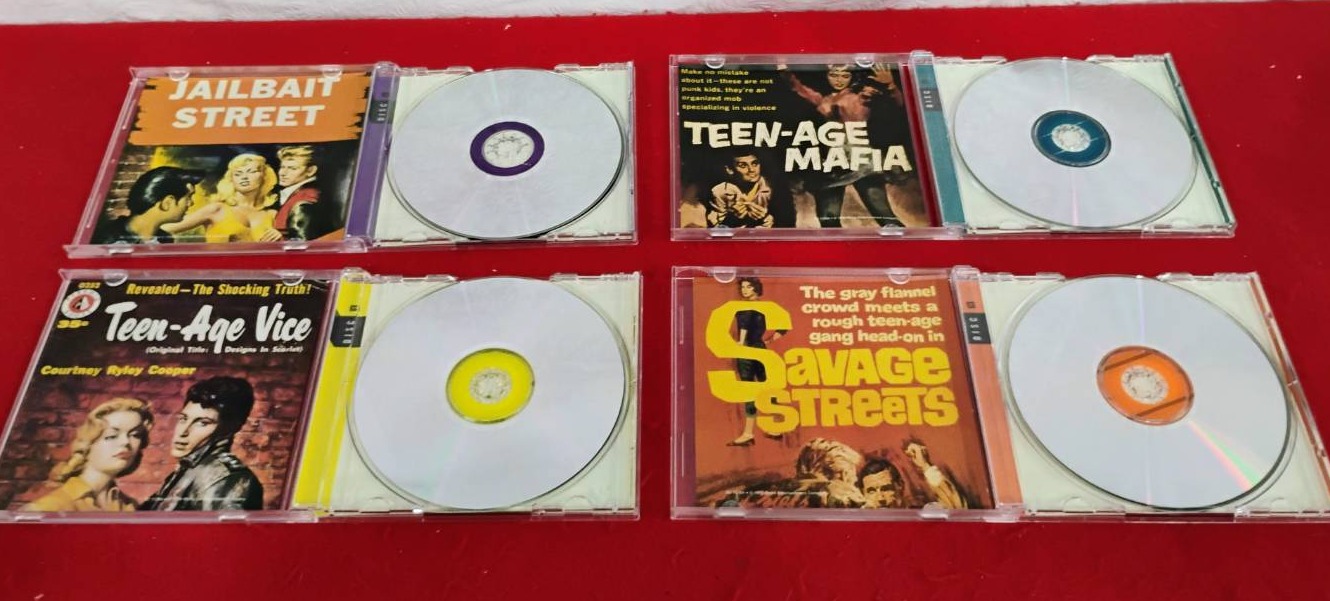 JAILBAIT
STREET
DISC
Make no mistake
about it—these are not
punk kids, they're an
organized mob
specializing in violence
TEEN-AGE
MAFIA
DISC
Revealed—The Shocking Truth!
35¢
Teen-Age Vice
(Original Title: Designs in Scarlet)
Courtney Ryley Cooper
DISC
The gray flannel
crowd meets a
rough teen-age
gang head-on in
SAVAGE
STREETS
DISC